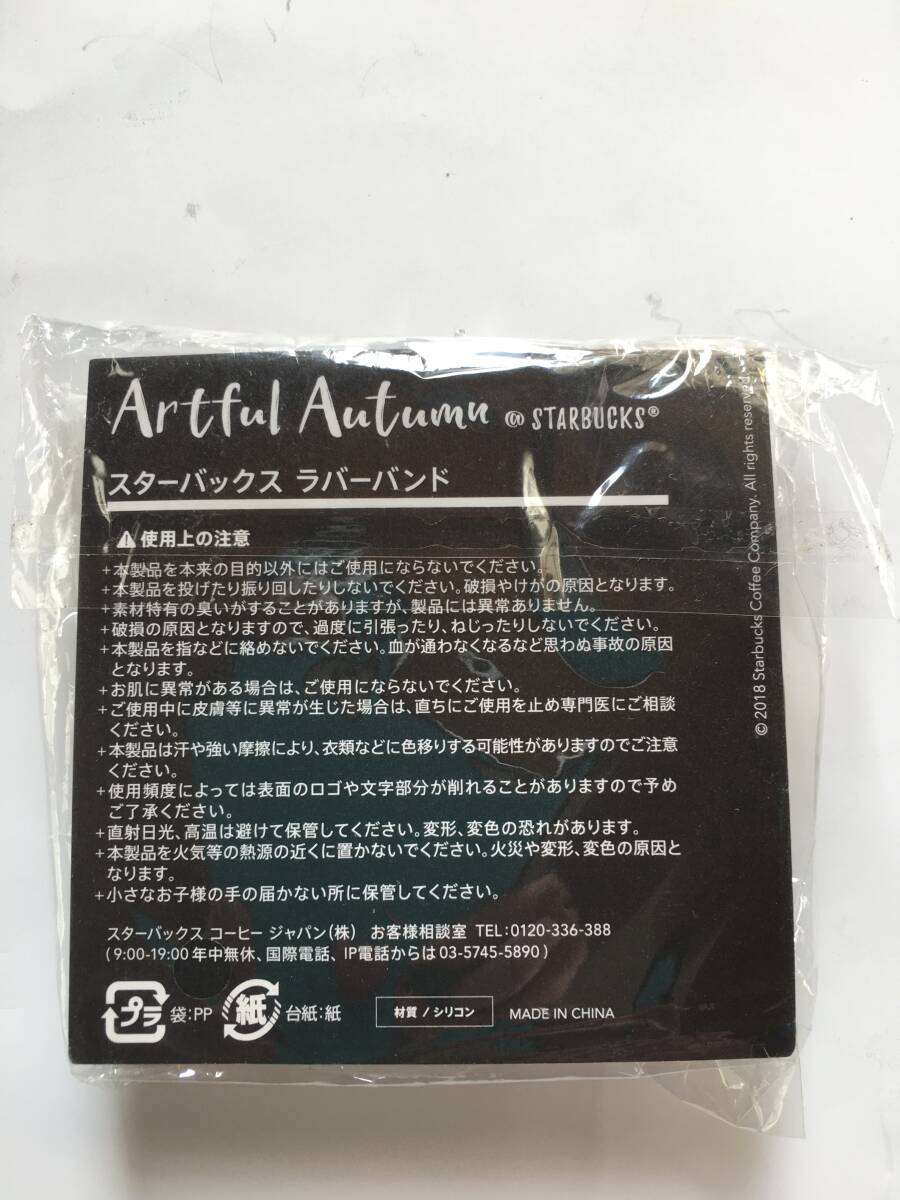 Artful Autumn @ STARBUCKS®
スターバックス ラバーバンド
⚠使用上の注意
+本製品を本来の目的以外にはご使用にならないでください。
+本製品を投げたり振り回したりしないでください。破損やけがの原因となります。
+素材特有の臭いがすることがありますが、製品には異常ありません。
+破損の原因となりますので、過度に引張ったり、ねじったりしないでください。
+本製品を指などに絡めないでください。血が通わなくなるなど思わぬ事故の原因
となります。
+お肌に異常がある場合は、ご使用にならないでください。
+ご使用中に皮膚等に異常が生じた場合は、直ちにご使用を止め専門医にご相談
ください。
+本製品は汗や強い摩擦により、衣類などに色移りする可能性がありますのでご注意
ください。
+使用頻度によっては表面のロゴや文字部分が削れることがありますので予め
ご了承ください。
+直射日光、高温は避けて保管してください。変形、変色の恐れがあります。
+本製品を火気等の熱源の近くに置かないでください。火災や変形、変色の原因と
なります。
+小さなお子様の手の届かない所に保管してください。
スターバックス コーヒー ジャパン(株) お客様相談室 TEL:0120-336-388
(9:00-19:00 年中無休、国際電話、IP電話からは 03-5745-5890)
プラ 袋:PP 紙 台紙:紙 材質 / シリコン MADE IN CHINA
© 2018 Starbucks Coffee Company. All rights reserved.